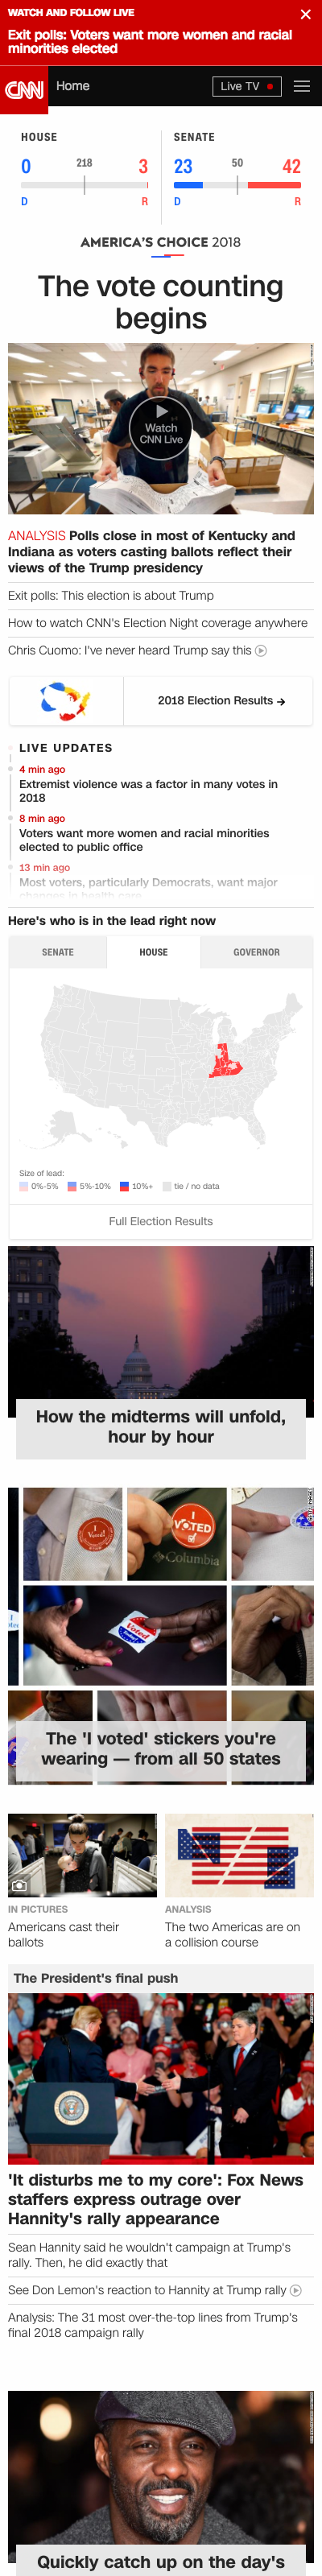 WATCH AND FOLLOW LIVE
Exit polls: Voters want more women and racial
minorities elected
CNN
Home
Live TV
HOUSE
0
218
3
D
R
SENATE
23
50
42
D
R
AMERICA'S CHOICE 2018
The vote counting
begins
Watch
CNN Live
ANALYSIS Polls close in most of Kentucky and
Indiana as voters casting ballots reflect their
views of the Trump presidency
Exit polls: This election is about Trump
How to watch CNN's Election Night coverage anywhere
Chris Cuomo: I've never heard Trump say this
2018 Election Results →
LIVE UPDATES
4 min ago
Extremist violence was a factor in many votes in
2018
8 min ago
Voters want more women and racial minorities
elected to public office
13 min ago
Most voters, particularly Democrats, want major
changes in health care
Here's who is in the lead right now
SENATE
HOUSE
GOVERNOR
Size of lead:
0%-5%
5%-10%
10%+
tie / no data
Full Election Results
How the midterms will unfold,
hour by hour
I
Voted
I
VOTED
Columbia
I Voted
The 'I voted' stickers you're
wearing — from all 50 states
IN PICTURES
Americans cast their
ballots
ANALYSIS
The two Americas are on
a collision course
The President's final push
'It disturbs me to my core': Fox News
staffers express outrage over
Hannity's rally appearance
Sean Hannity said he wouldn't campaign at Trump's
rally. Then, he did exactly that
See Don Lemon's reaction to Hannity at Trump rally
Analysis: The 31 most over-the-top lines from Trump's
final 2018 campaign rally
Quickly catch up on the day's